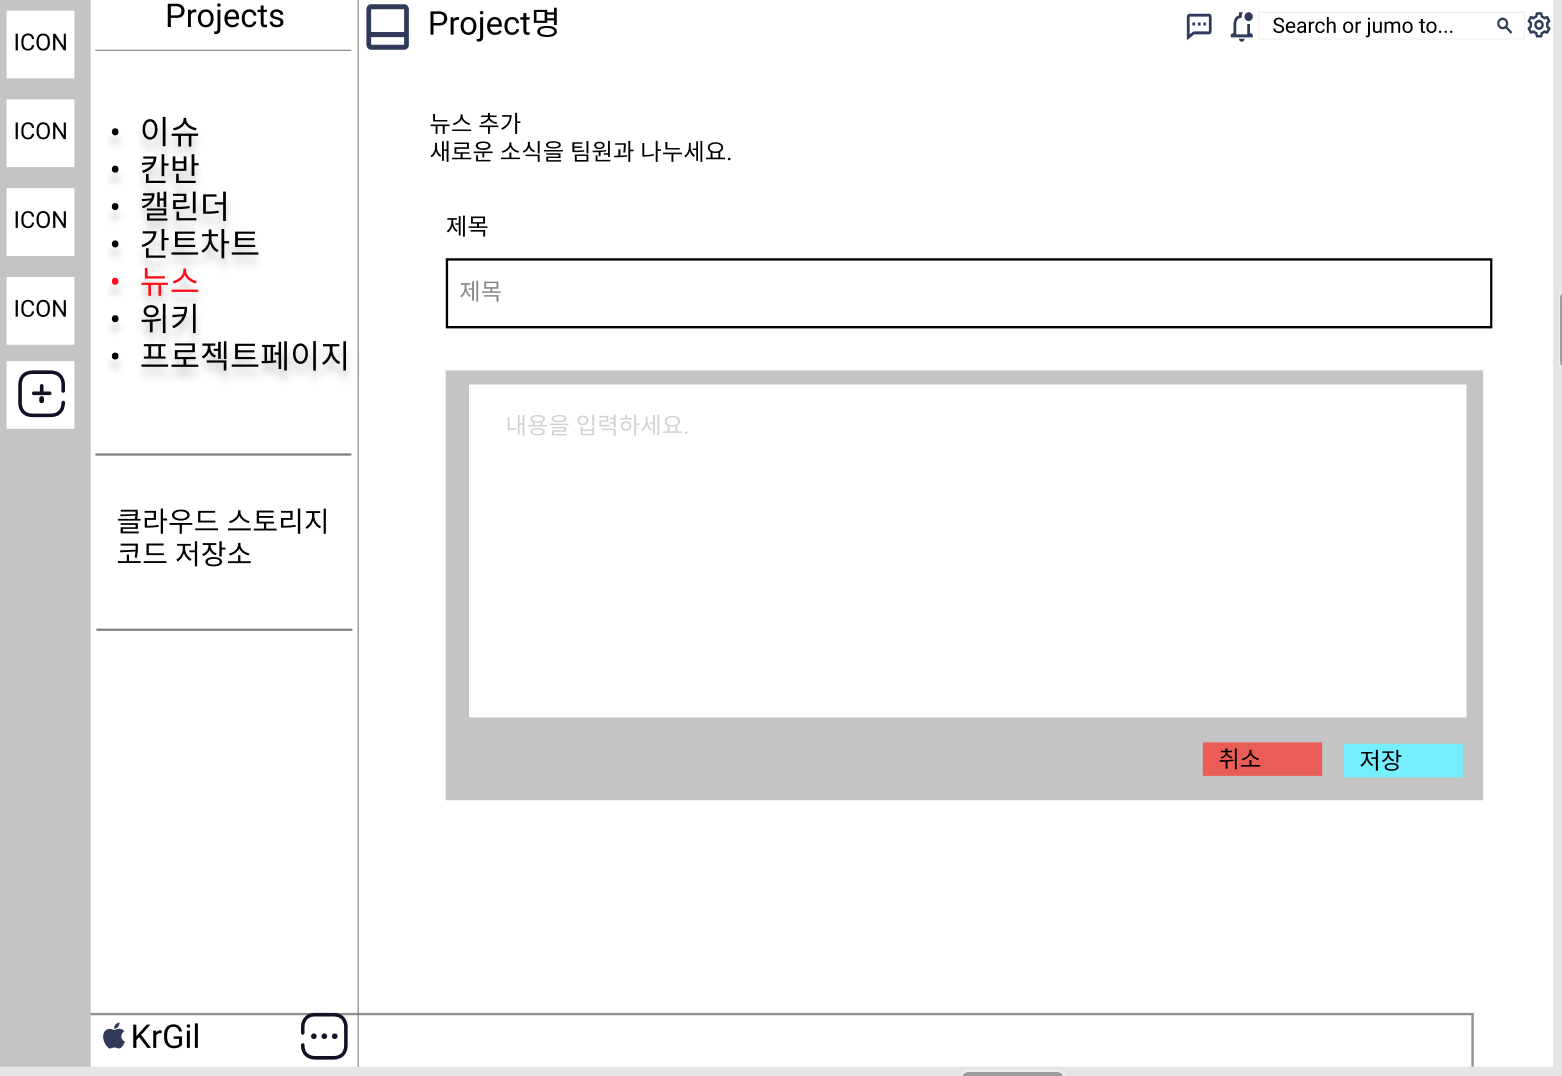 ICON
ICON
ICON
ICON
Projects
• 이슈
• 칸반
• 캘린더
• 간트차트
• 뉴스
• 위키
• 프로젝트페이지
클라우드 스토리지
코드 저장소
KrGil
Project명
Search or jumo to...
뉴스 추가
새로운 소식을 팀원과 나누세요.
제목
제목
내용을 입력하세요.
취소
저장